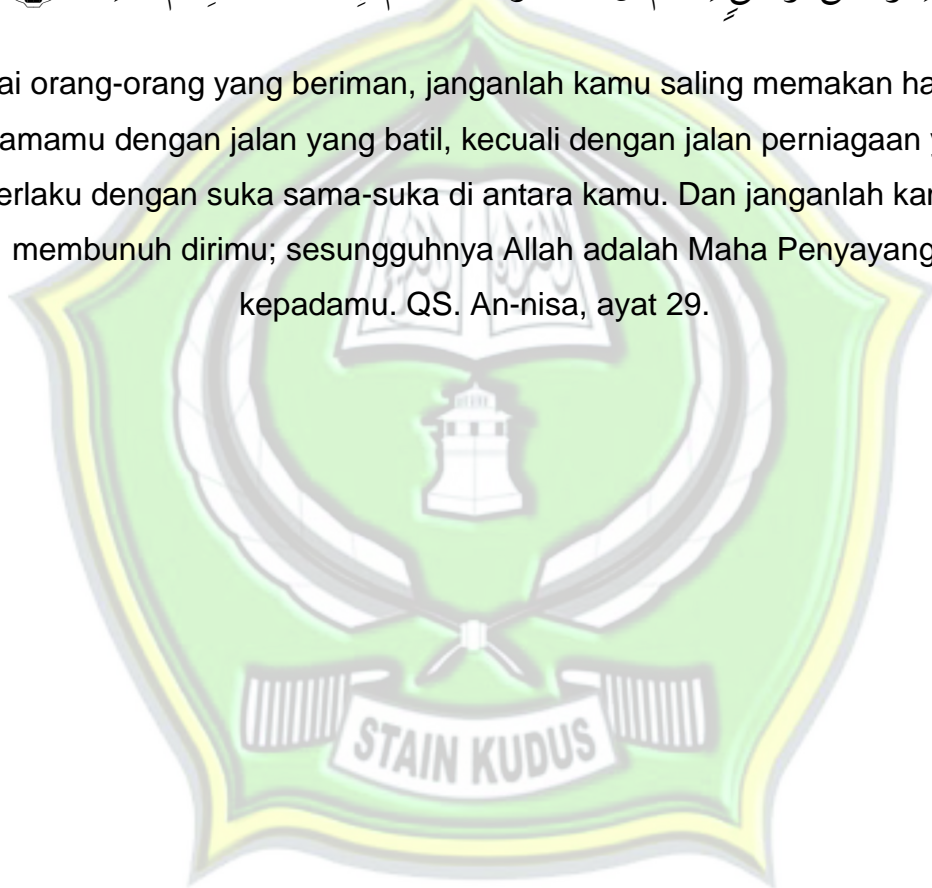 ai orang-orang yang beriman, janganlah kamu saling memakan ha
amamu dengan jalan yang batil, kecuali dengan jalan perniagaan y
erlaku dengan suka sama-suka di antara kamu. Dan janganlah kam
membunuh dirimu; sesungguhnya Allah adalah Maha Penyayang
kepadamu. QS. An-nisa, ayat 29.
STAIN KUDUS